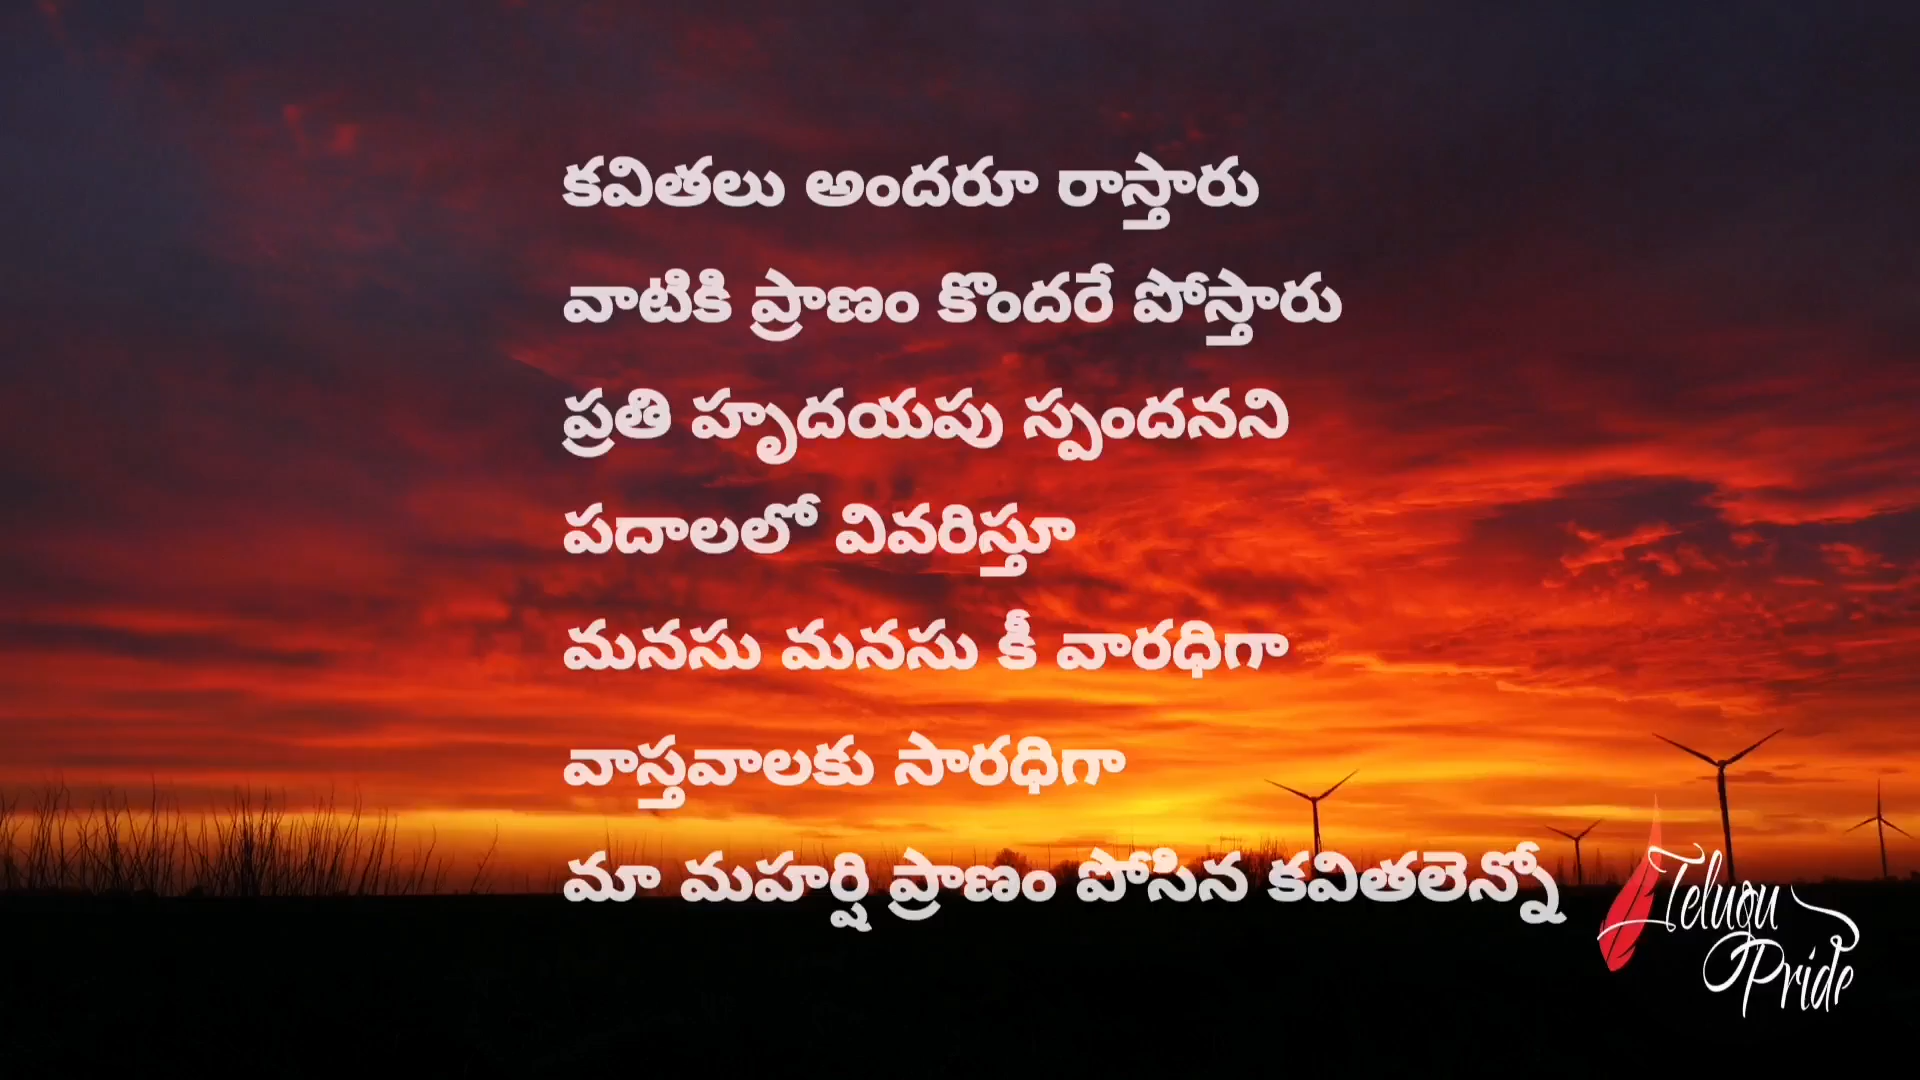 కవితలు అందరూ రాస్తారు
వాటికి ప్రాణం కొందరే పోస్తారు
ప్రతి హృదయపు స్పందనని
పదాలలో వివరిస్తూ
మనసు మనసు కీ వారధిగా
వాస్తవాలకు సారధిగా
మా మహర్షి ప్రాణం పోసిన కవితలెన్నో
Telugu
Pride